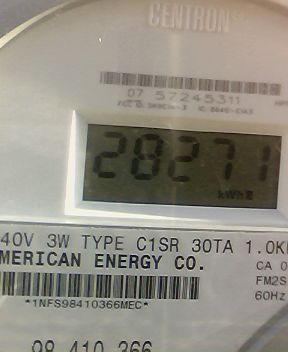 CENTRON
07 57245311
28271
kWh
40V 3W TYPE C1SR 30TA 1.0K
MERICAN ENERGY CO.
CA 0
FM2S
60Hz
*1NFS98410366MEC*
98 410 366